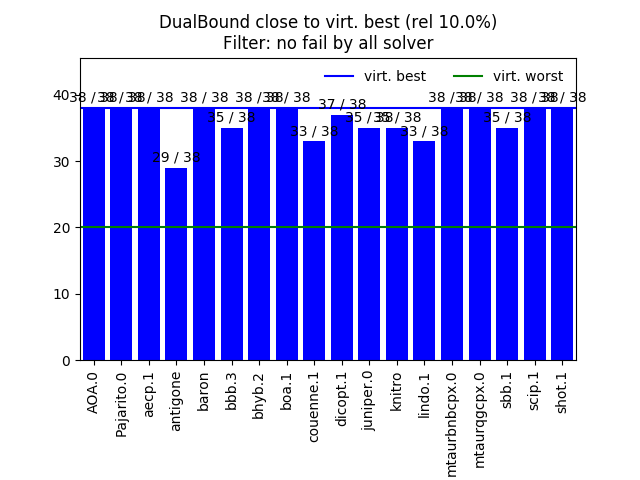 DualBound close to virt. best (rel 10.0%)
Filter: no fail by all solver
virt. best
virt. worst
38 / 38
38 / 38
38 / 38
29 / 38
38 / 38
35 / 38
38 / 38
38 / 38
33 / 38
37 / 38
35 / 38
35 / 38
33 / 38
38 / 38
38 / 38
35 / 38
38 / 38
38 / 38
40
30
20
10
0
AOA.0
Pajarito.0
aecp.1
antigone
baron
bbb.3
bhyb.2
boa.1
couenne.1
dicopt.1
juniper.0
knitro
lindo.1
mtaurbnbcpx.0
mtaurqgcpx.0
sbb.1
scip.1
shot.1